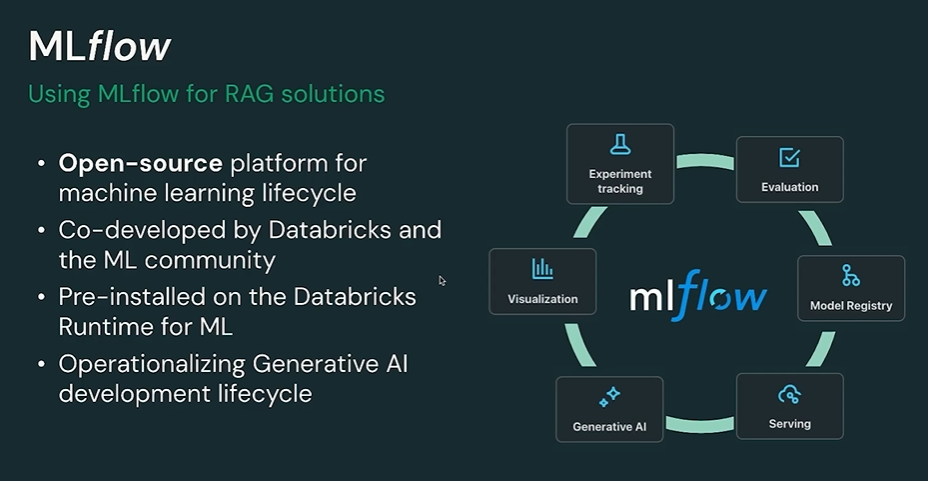 MLflow
Using MLflow for RAG solutions
• Open-source platform for
machine learning lifecycle
• Co-developed by Databricks and
the ML community
• Pre-installed on the Databricks
Runtime for ML
• Operationalizing Generative AI
development lifecycle
Experiment
tracking
Evaluation
Visualization
mlflow
Model Registry
Generative AI
Serving